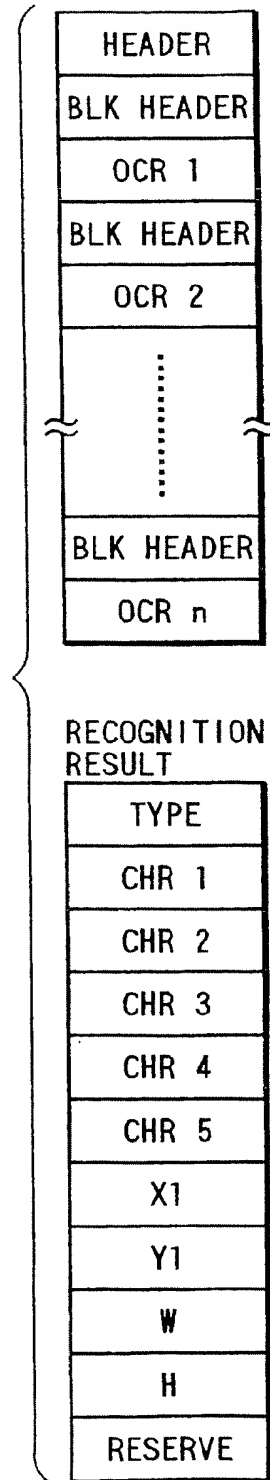 HEADER
BLK HEADER
OCR 1
BLK HEADER
OCR 2
BLK HEADER
OCR n
RECOGNITION
RESULT
TYPE
CHR 1
CHR 2
CHR 3
CHR 4
CHR 5
X1
Y1
W
H
RESERVE